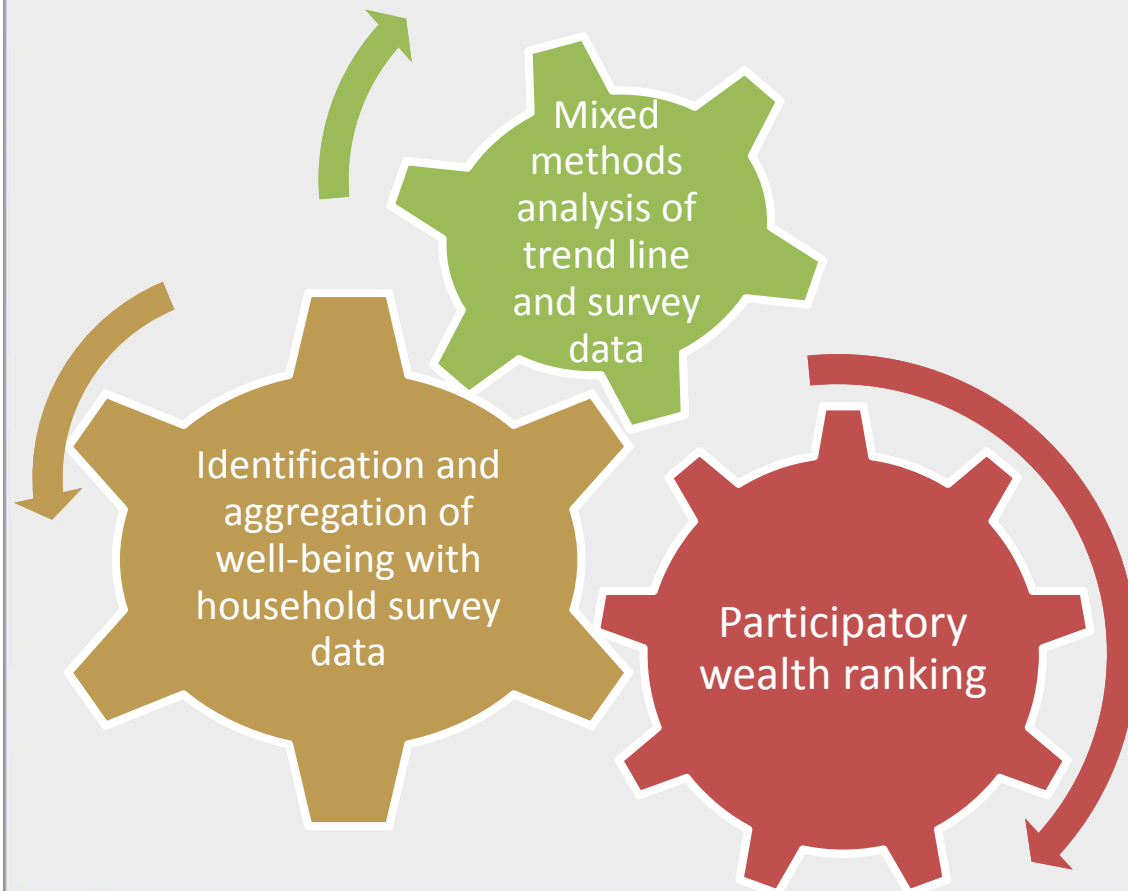 Mixed
methods
analysis of
trend line
and survey
data
Identification and
aggregation of
well-being with
household survey
data
Participatory
wealth ranking